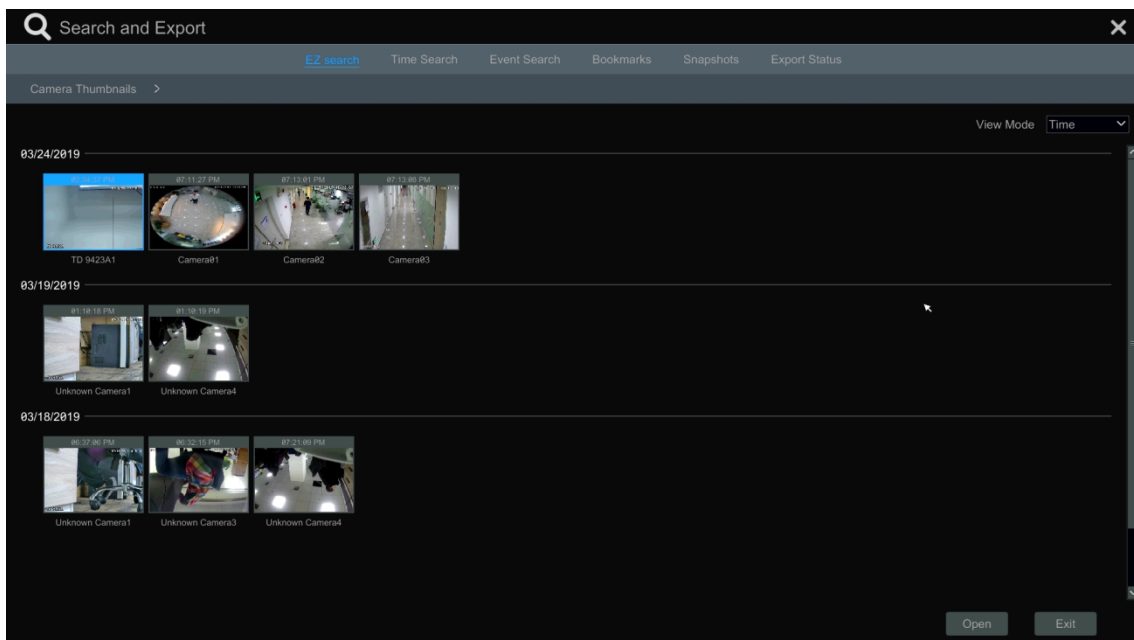 Search and Export
EZ search Time Search Event Search Bookmarks Snapshots Export Status
Camera Thumbnails >
View Mode Time
03/24/2019
07:11:27 PM 07:13:01 PM 07:13:06 PM
TD 9423A1 Camera01 Camera02 Camera03
03/19/2019
01:10:18 PM 01:10:19 PM
Unknown Camera1 Unknown Camera4
03/18/2019
06:37:06 PM 06:32:15 PM 07:21:09 PM
Unknown Camera1 Unknown Camera3 Unknown Camera4
Open Exit